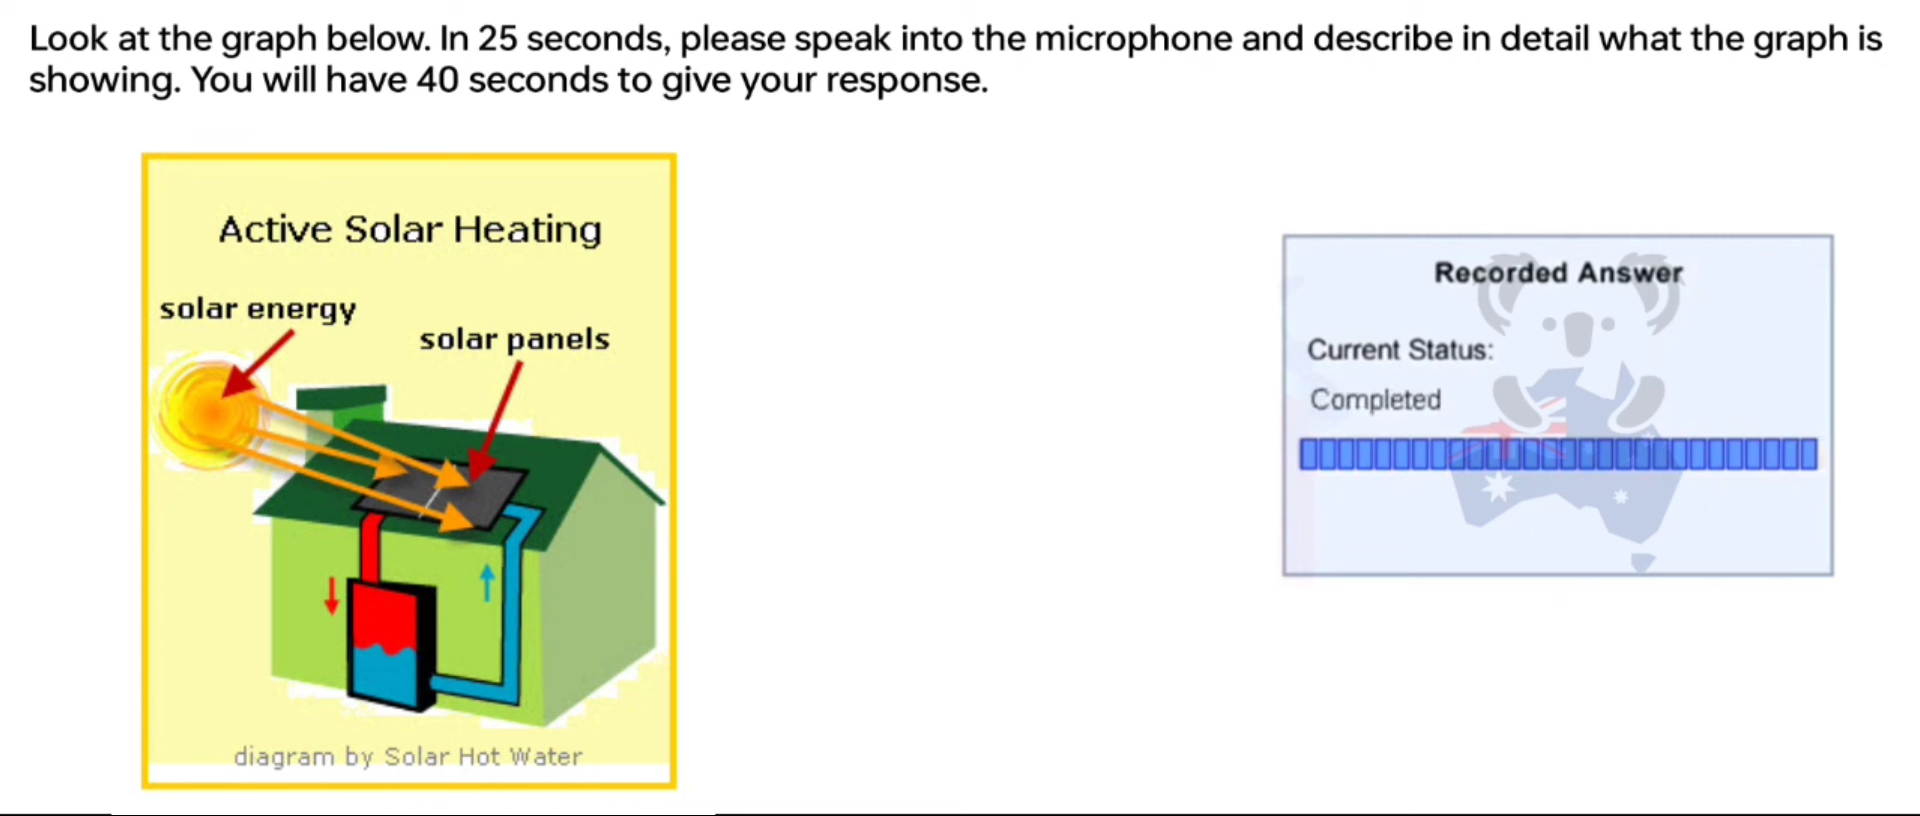 Look at the graph below. In 25 seconds, please speak into the microphone and describe in detail what the graph is
showing. You will have 40 seconds to give your response.
Active Solar Heating
solar energy
solar panels
diagram by Solar Hot Water
Recorded Answer
Current Status:
Completed